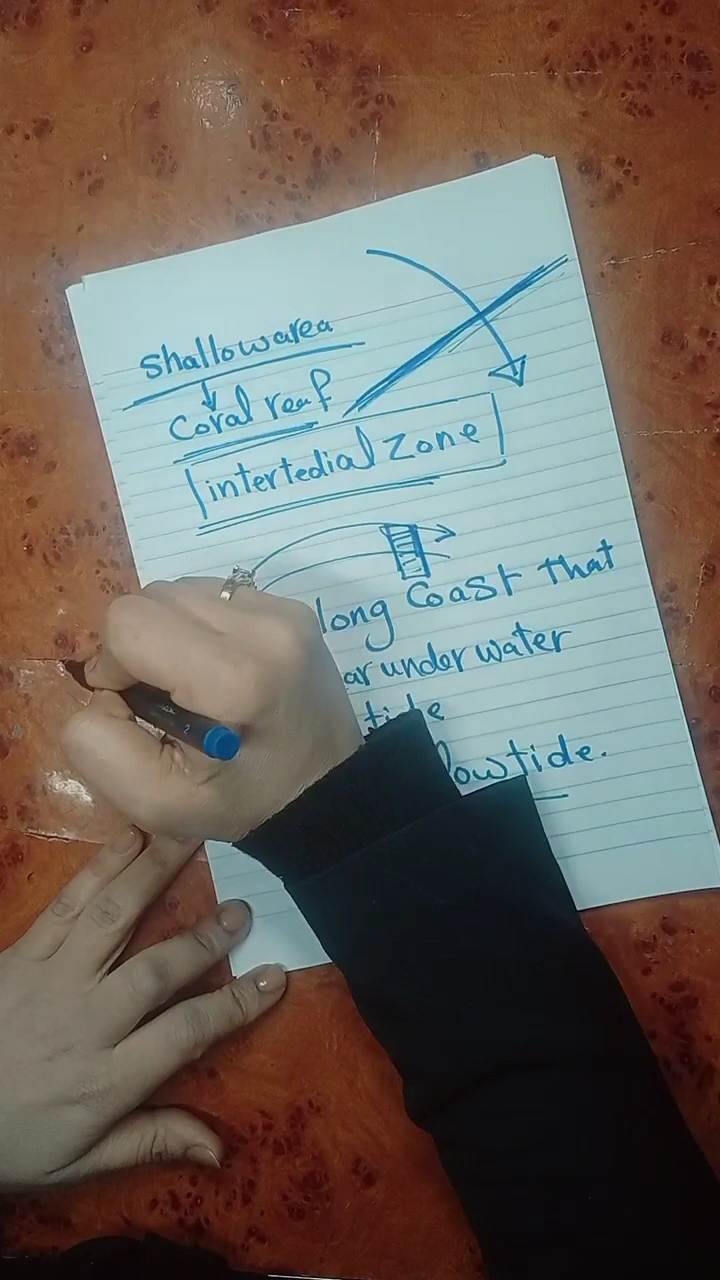 Shallow area
Coral reaf
intertedial Zone
long Coast that
ar under water
tide
lowtide.